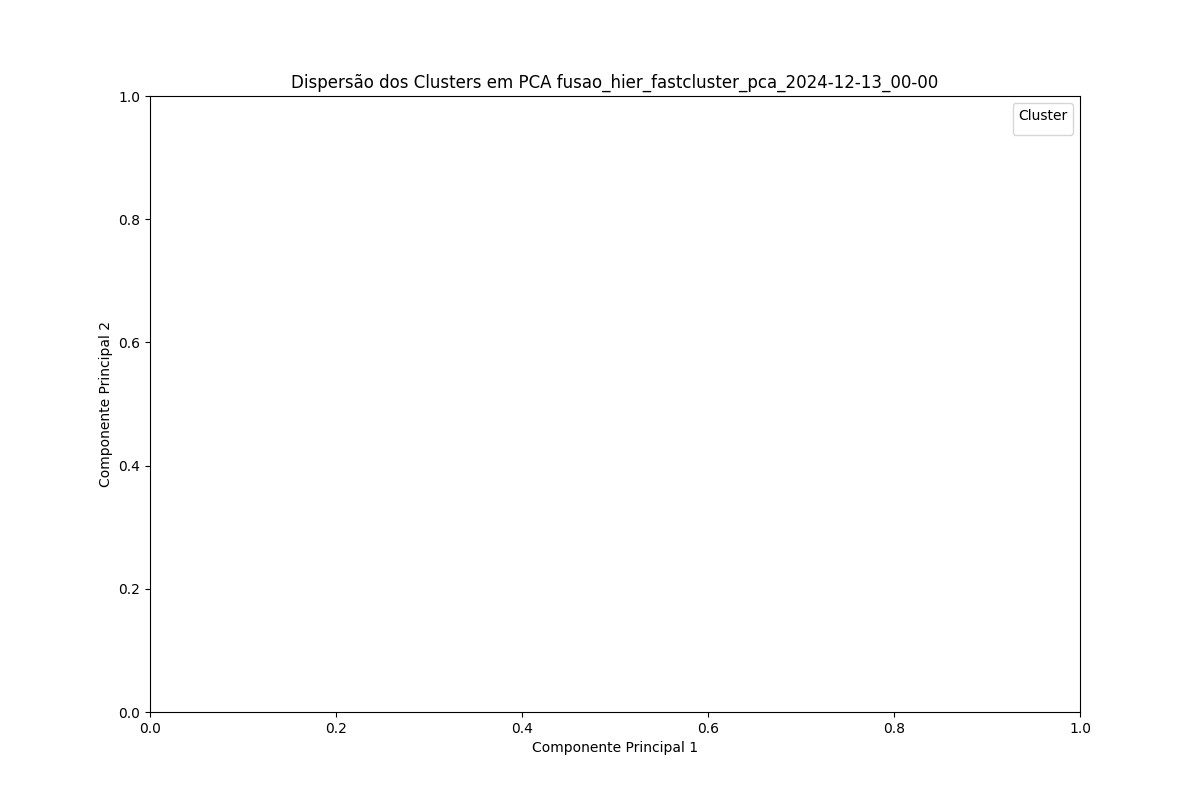 Dispersão dos Clusters em PCA fusao_hier_fastcluster_pca_2024-12-13_00-00
Cluster
1.0
0.8
0.6
0.4
0.2
0.0
Componente Principal 2
0.0 0.2 0.4 0.6 0.8 1.0
Componente Principal 1